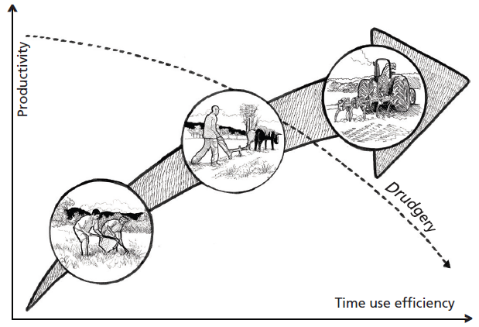 Productivity
Drudgery
Time use efficiency